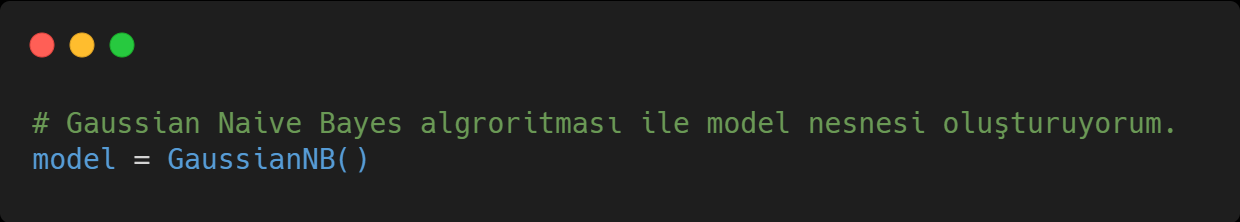 # Gaussian Naive Bayes algroritması ile model nesnesi oluşturuyorum.
model = GaussianNB()